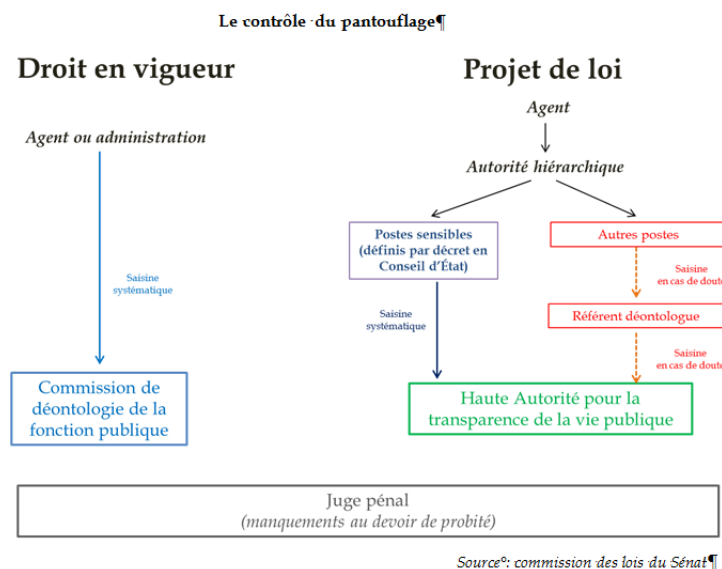 Le contrôle ·du pantouflage¶
Droit en vigueur
Agent ou administration
Saisine
systématique
Commission de
déontologie de la
fonction publique
Projet de loi
Agent
Autorité hiérarchique
Postes sensibles
(définis par décret en
Conseil d'État)
Saisine
systématique
Autres postes
Saisine
en cas de doute
Référent déontologue
Saisine
en cas de doute
Haute Autorité pour la
transparence de la vie publique
Juge pénal
(manquements au devoir de probité)
Source°: commission des lois du Sénat¶